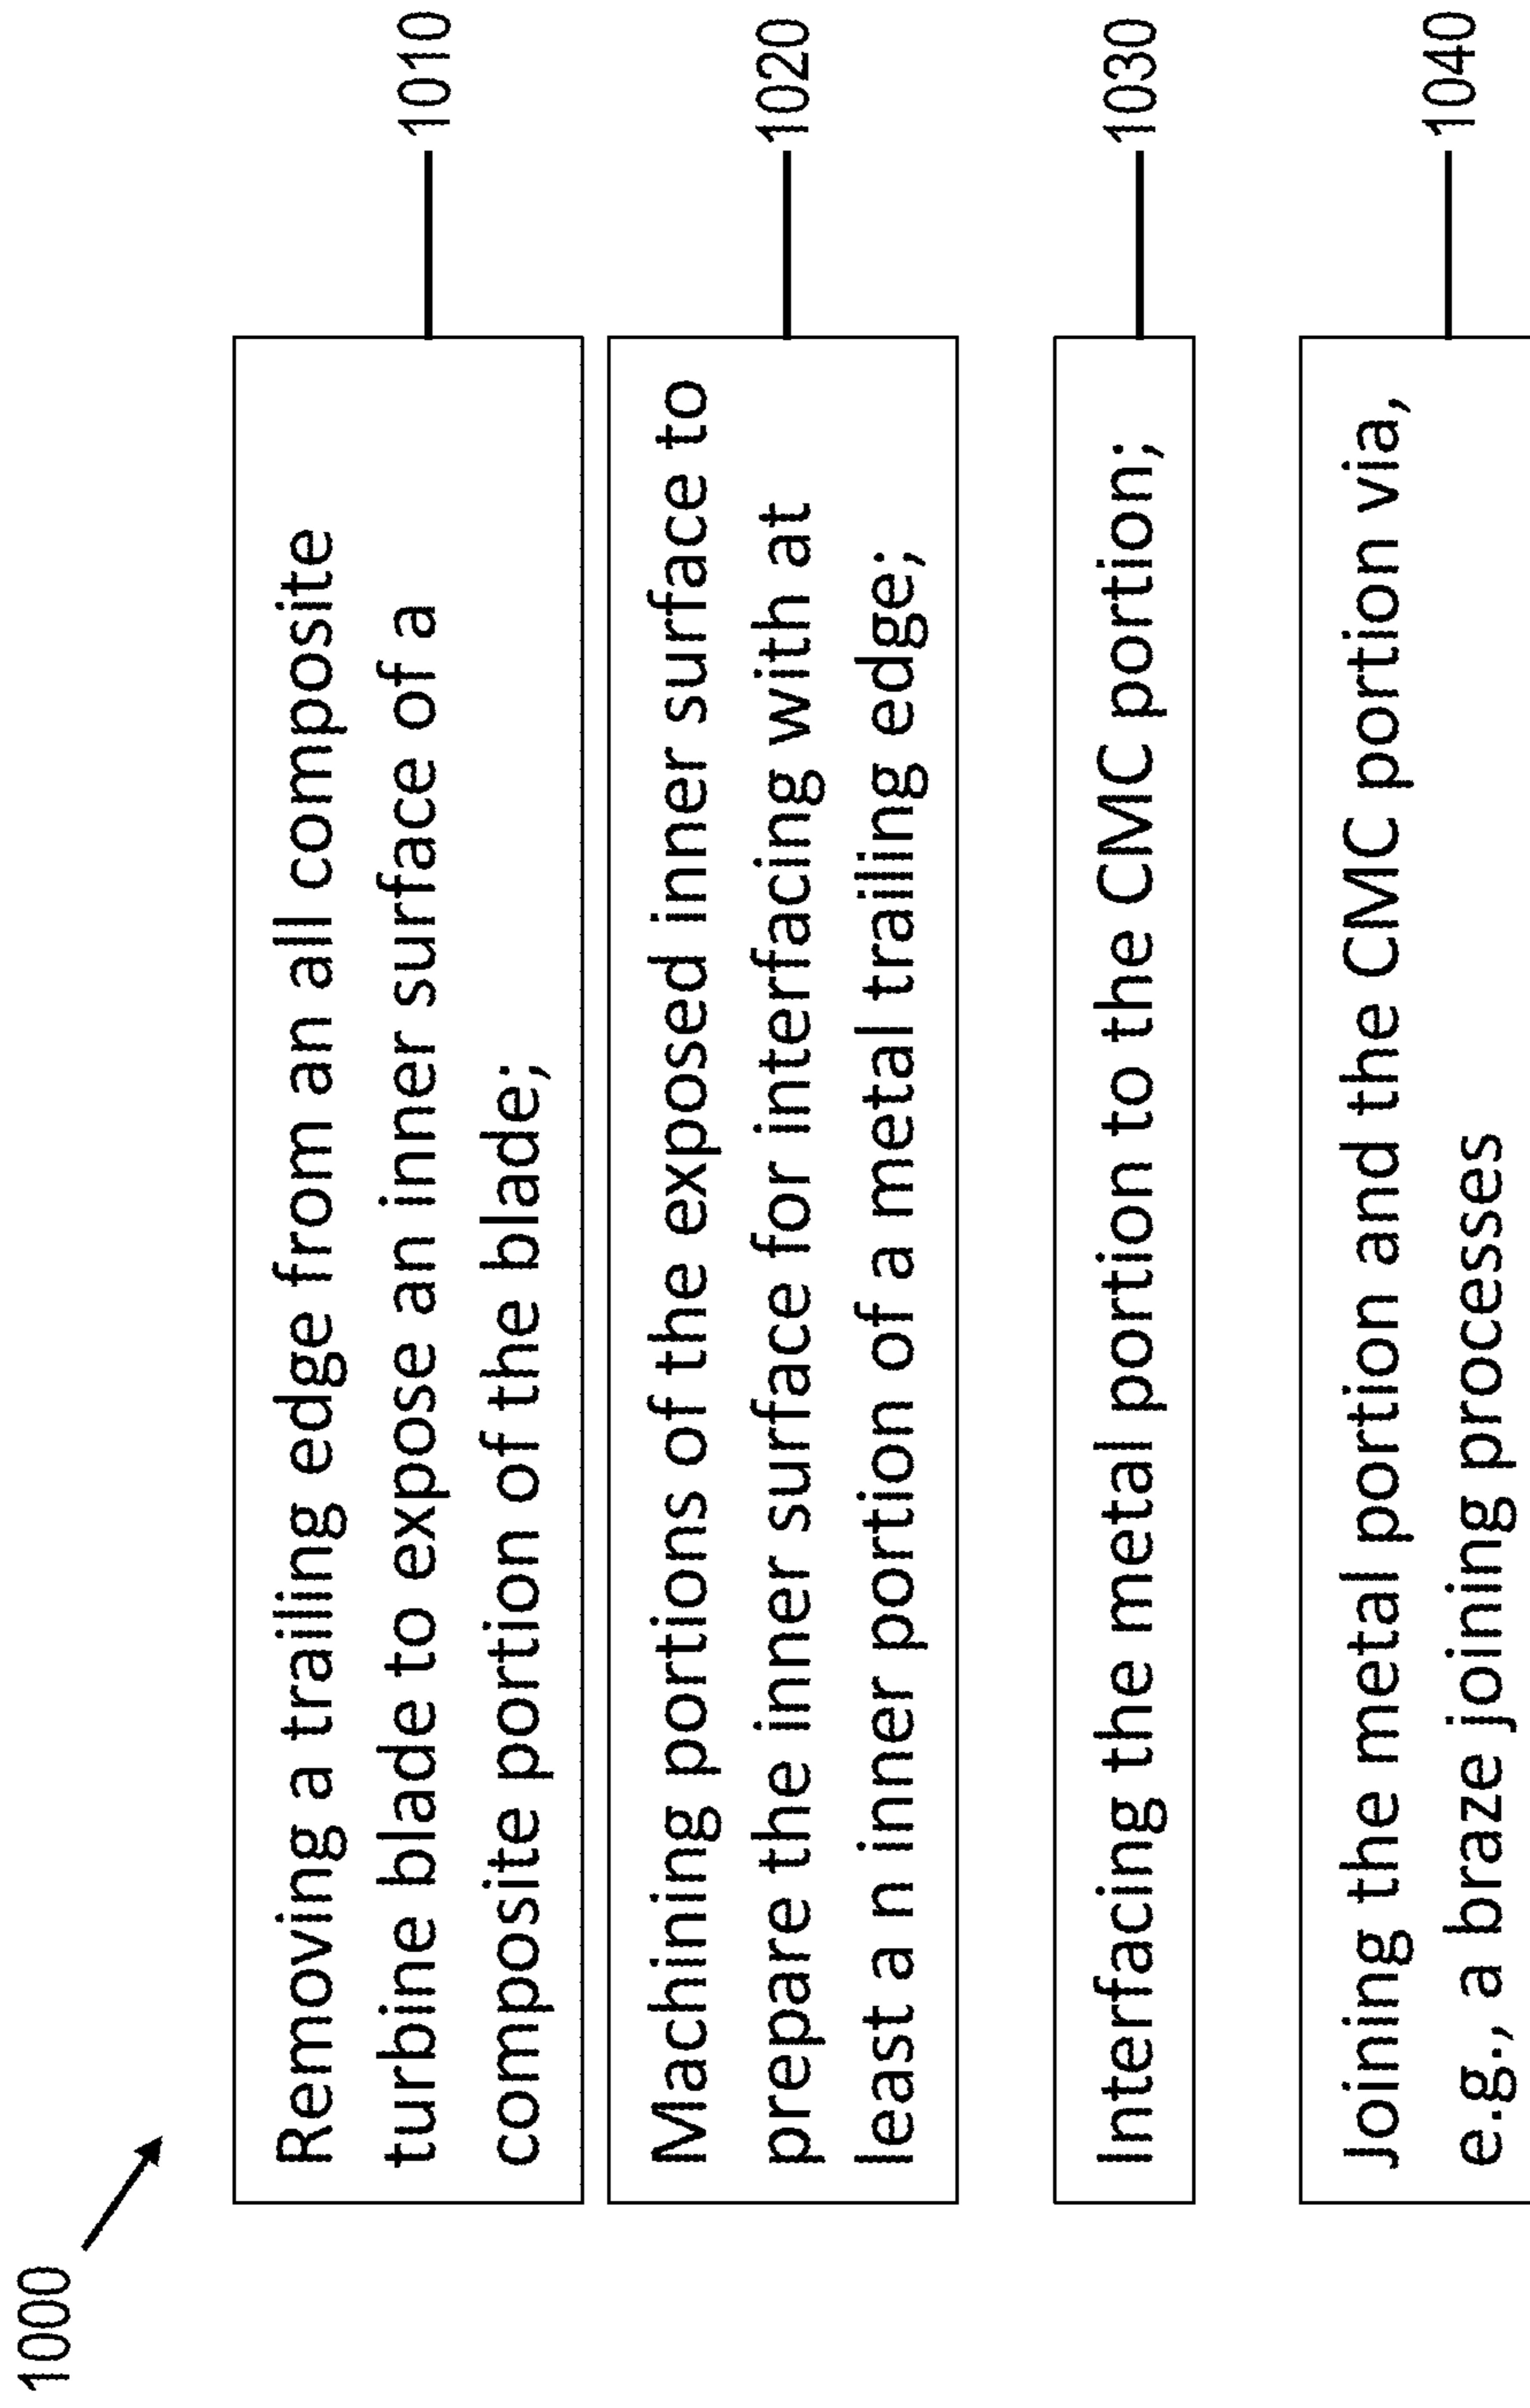 1000
Removing a trailing edge from an all composite
turbine blade to expose an inner surface of a
composite portion of the blade;
1010
Machining portions of the exposed inner surface to
prepare the inner surface for interfacing with at
least a n inner portion of a metal trailing edge;
1020
Interfacing the metal portion to the CMC portion;
1030
Joining the metal portion and the CMC portion via,
e.g., a braze joining processes
1040